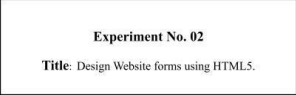 Experiment No. 02
Title: Design Website forms using HTML5.